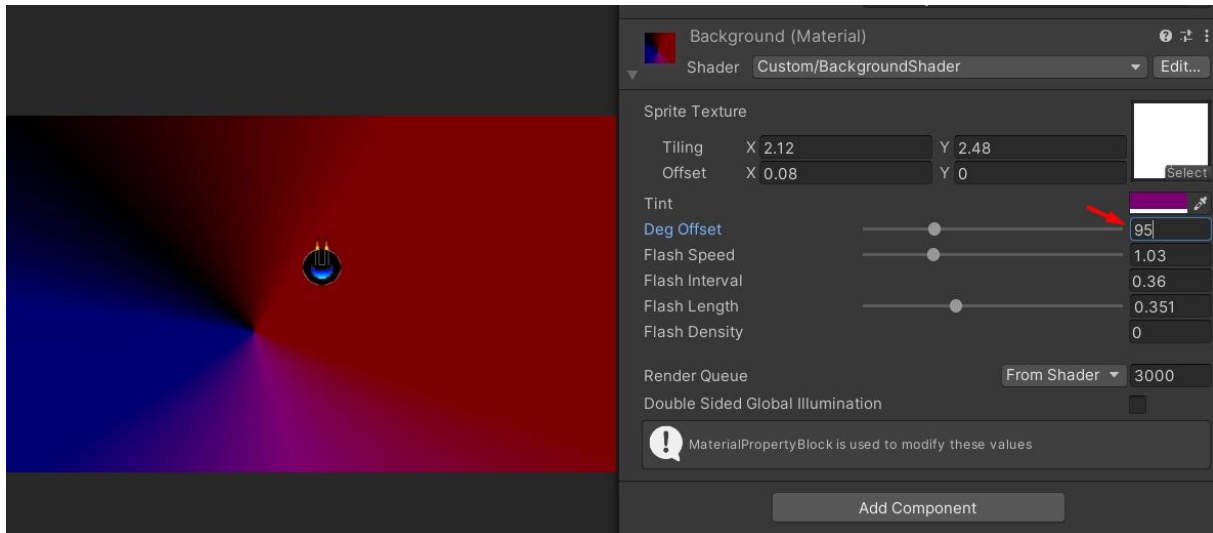 Background (Material)
Shader Custom/BackgroundShader Edit...
Sprite Texture
Tiling X 2.12 Y 2.48
Offset X 0.08 Y 0
Select
Tint
Deg Offset 95
Flash Speed 1.03
Flash Interval 0.36
Flash Length 0.351
Flash Density 0
Render Queue From Shader 3000
Double Sided Global Illumination
MaterialPropertyBlock is used to modify these values
Add Component